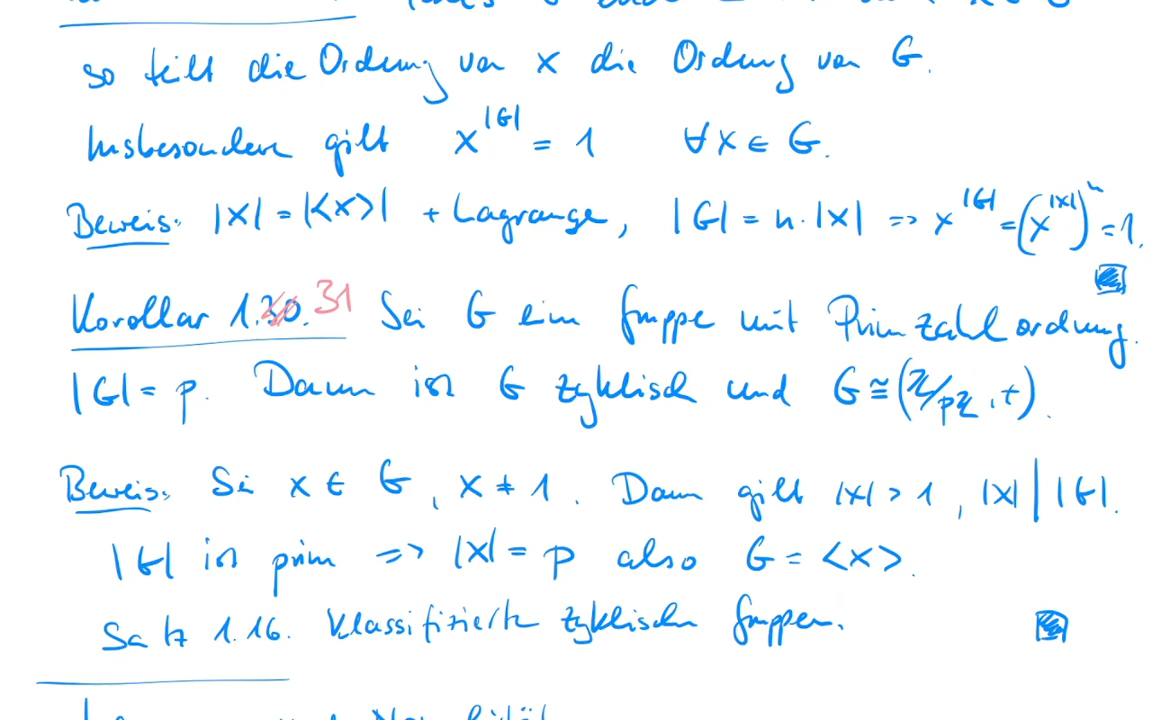 so teilt die Ordnung von x die Ordnung von G.
Insbesondere gilt x^{|G|} = 1 ∀ x ∈ G.
Beweis: |x| = |<x>| + Lagrange, |G| = n·|x| => x^{|G|} = (x^{|x|})^n = 1.
Korollar 1.30. 31 Sei G ein Gruppe mit Primzahlordnung.
|G| = p. Dann ist G zyklisch und G ≅ (ℤ/pℤ, +).
Beweis: Sei x ∈ G, x ≠ 1. Dann gilt |x| > 1, |x| | |G|.
|G| ist prim => |x| = p also G = <x>.
Satz 1.16. klassifizierte zyklische Gruppen.